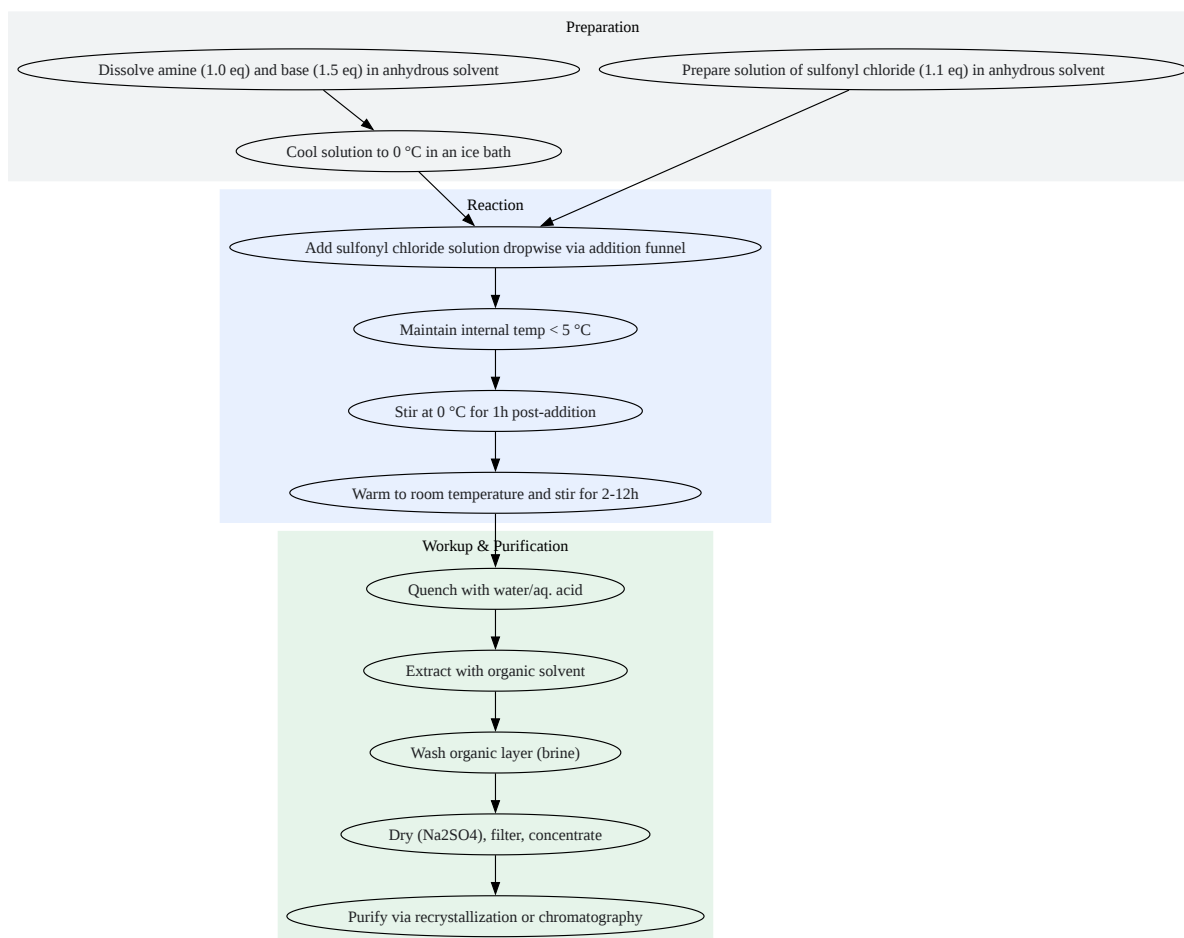 Preparation
Dissolve amine (1.0 eq) and base (1.5 eq) in anhydrous solvent
Prepare solution of sulfonyl chloride (1.1 eq) in anhydrous solvent
Cool solution to 0 °C in an ice bath
Reaction
Add sulfonyl chloride solution dropwise via addition funnel
Maintain internal temp < 5 °C
Stir at 0 °C for 1h post-addition
Warm to room temperature and stir for 2-12h
Workup & Purification
Quench with water/aq. acid
Extract with organic solvent
Wash organic layer (brine)
Dry (Na2SO4), filter, concentrate
Purify via recrystallization or chromatography